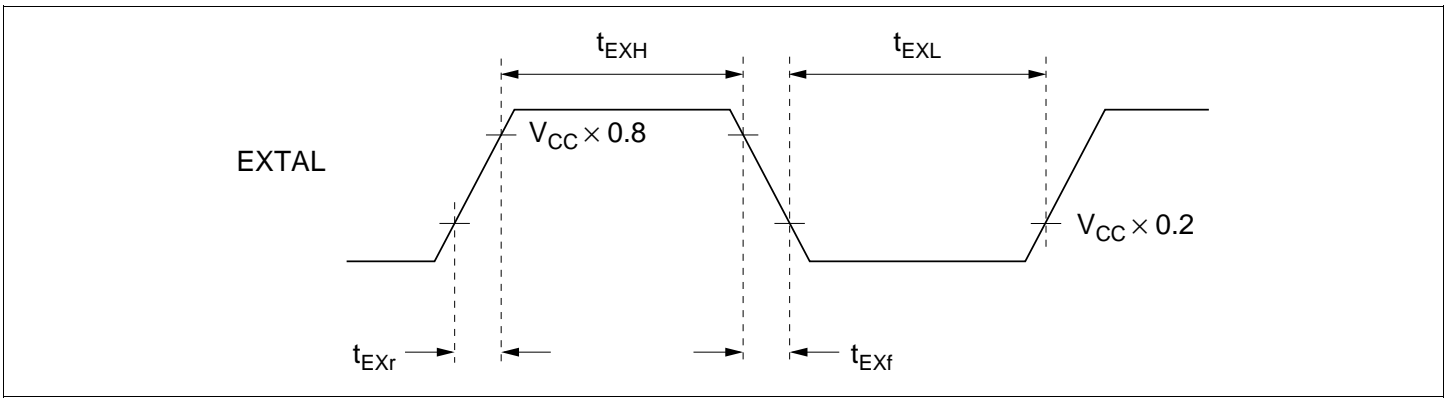 tEXH
tEXL
VCC × 0.8
EXTAL
VCC × 0.2
tEXr
tEXf